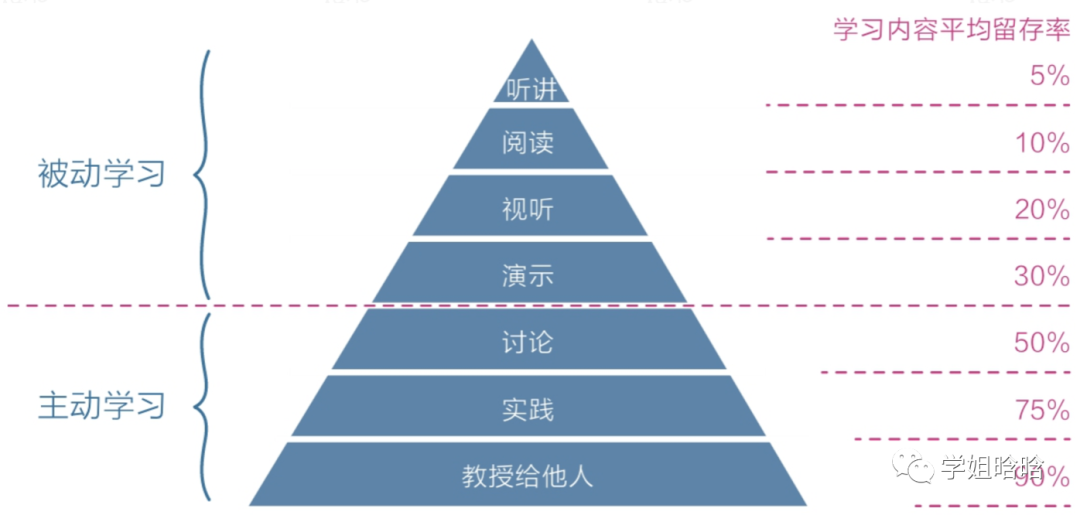 学习内容平均留存率
听讲
5%
阅读
10%
被动学习
视听
20%
演示
30%
讨论
50%
主动学习
实践
75%
教授给他人
90%
学姐晗晗